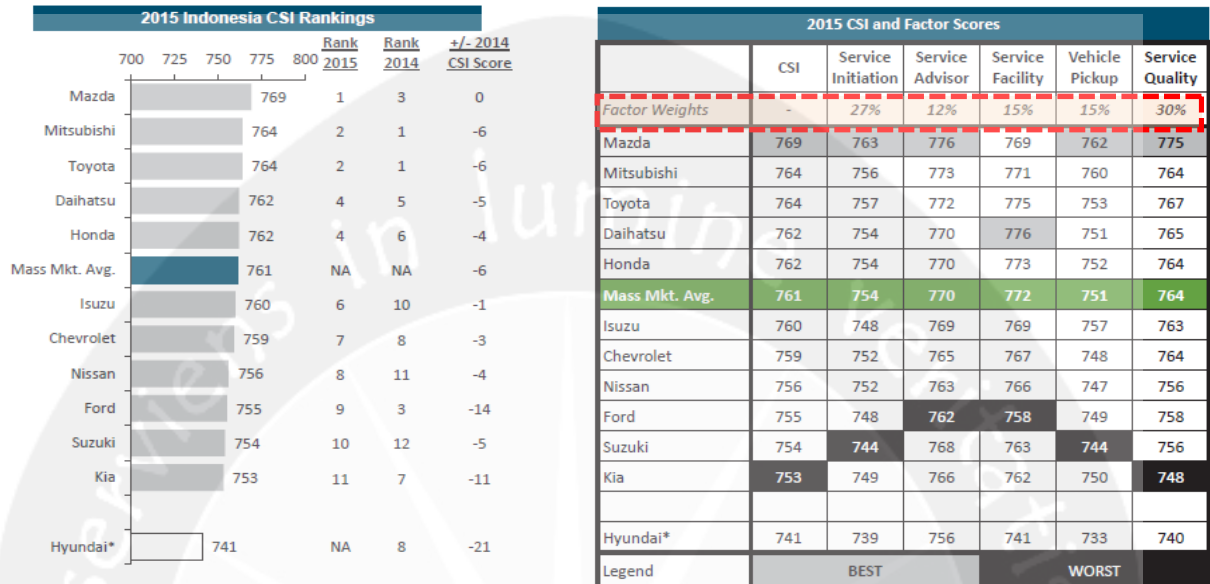 2015 Indonesia CSI Rankings
700 725 750 775 800 Rank 2015 Rank 2014 +/- 2014 CSI Score
Mazda 769 1 3 0
Mitsubishi 764 2 1 -6
Toyota 764 2 1 -6
Daihatsu 762 4 5 -5
Honda 762 4 6 -4
Mass Mkt. Avg. 761 NA NA -6
Isuzu 760 6 10 -1
Chevrolet 759 7 8 -3
Nissan 756 8 11 -4
Ford 755 9 3 -14
Suzuki 754 10 12 -5
Kia 753 11 7 -11
Hyundai* 741 NA 8 -21
2015 CSI and Factor Scores
CSI Service Initiation Service Advisor Service Facility Vehicle Pickup Service Quality
Factor Weights - 27% 12% 15% 15% 30%
Mazda 769 763 776 769 762 775
Mitsubishi 764 756 773 771 760 764
Toyota 764 757 772 775 753 767
Daihatsu 762 754 770 776 751 765
Honda 762 754 770 773 752 764
Mass Mkt. Avg. 761 754 770 772 751 764
Isuzu 760 748 769 769 757 763
Chevrolet 759 752 765 767 748 764
Nissan 756 752 763 766 747 756
Ford 755 748 762 758 749 758
Suzuki 754 744 768 763 744 756
Kia 753 749 766 762 750 748
Hyundai* 741 739 756 741 733 740
Legend BEST WORST
serviens in lumine veritatis